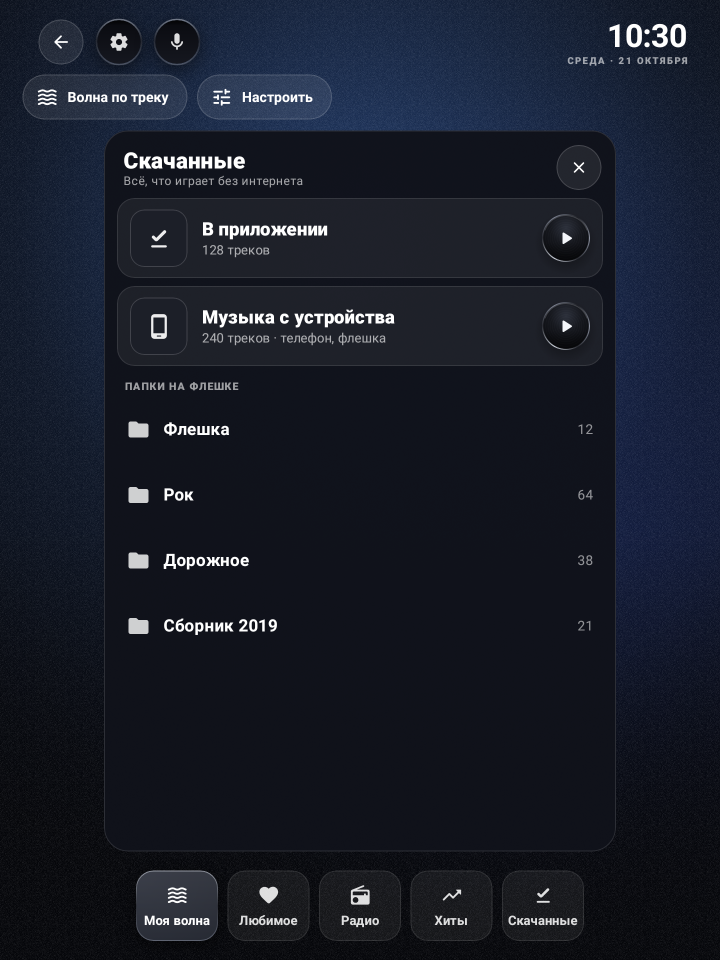 10:30
СРЕДА · 21 ОКТЯБРЯ
Волна по треку
Настроить
Скачанные
Всё, что играет без интернета
В приложении
128 треков
Музыка с устройства
240 треков · телефон, флешка
ПАПКИ НА ФЛЕШКЕ
Флешка 12
Рок 64
Дорожное 38
Сборник 2019 21
Моя волна
Любимое
Радио
Хиты
Скачанные